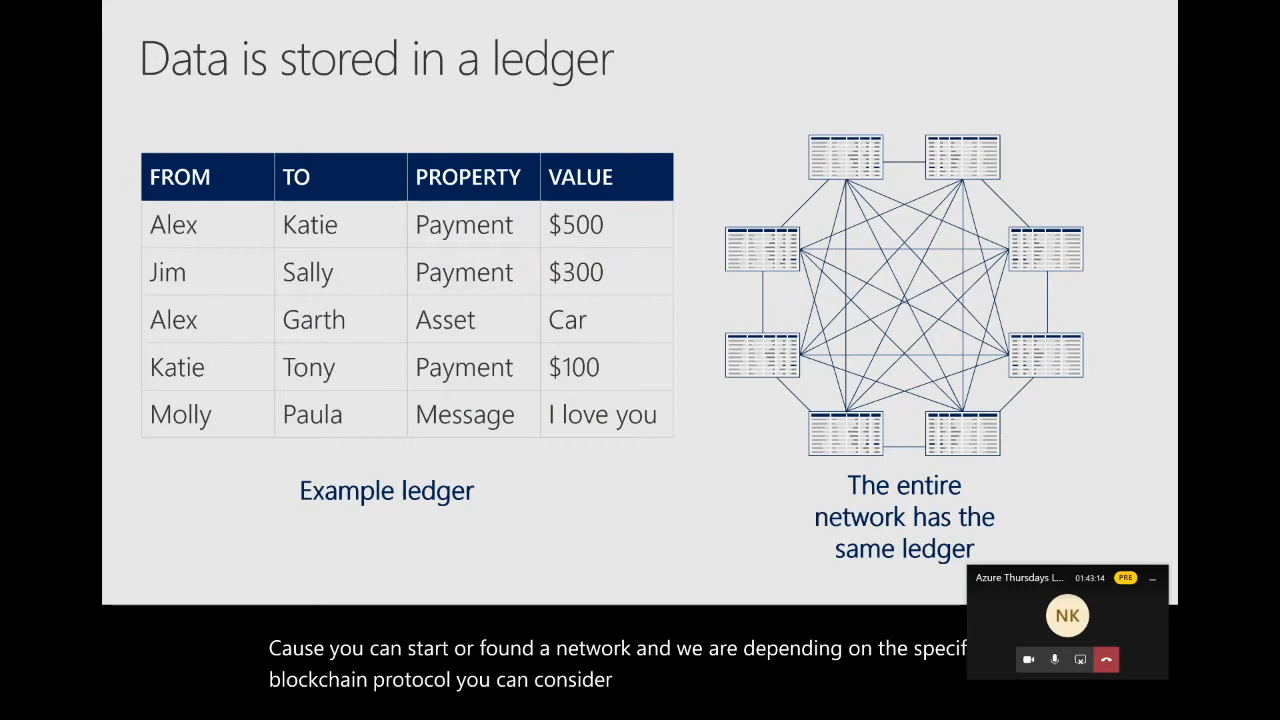 Data is stored in a ledger
FROM TO PROPERTY VALUE
Alex Katie Payment $500
Jim Sally Payment $300
Alex Garth Asset Car
Katie Tony Payment $100
Molly Paula Message I love you
Example ledger
The entire
network has the
same ledger
Azure Thursdays L... 01:43:14 PRE
NK
Cause you can start or found a network and we are depending on the specif
blockchain protocol you can consider